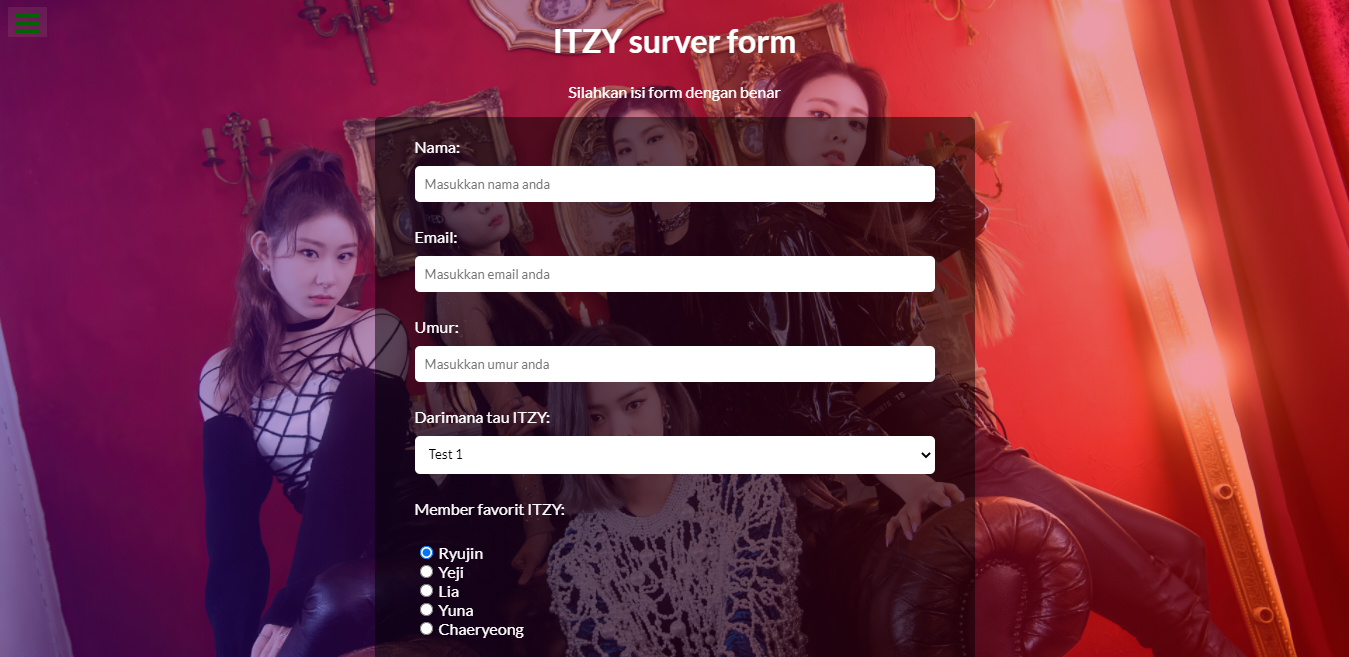 ITZY surver form
Silahkan isi form dengan benar
Nama:
Masukkan nama anda
Email:
Masukkan email anda
Umur:
Masukkan umur anda
Darimana tau ITZY:
Test 1
Member favorit ITZY:
Ryujin
Yeji
Lia
Yuna
Chaeryeong